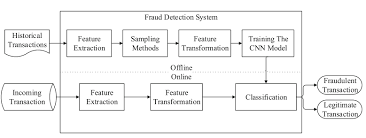 Fraud Detection System
Historical
Transactions
Feature
Extraction
Sampling
Methods
Feature
Transformation
Training The
CNN Model
Offline
Online
Incoming
Transaction
Feature
Extraction
Feature
Transformation
Classification
Fraudulent
Transaction
Legitimate
Transaction